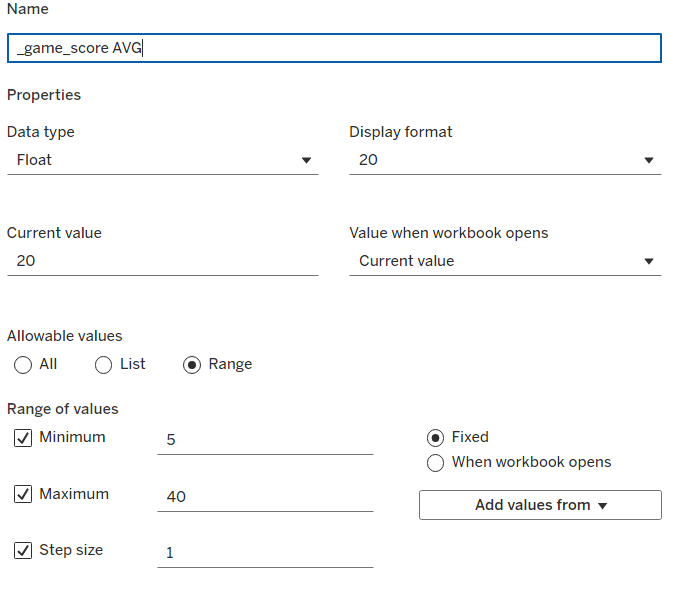 Name
_game_score AVG
Properties
Data type
Display format
Float
20
Current value
Value when workbook opens
20
Current value
Allowable values
All
List
Range
Range of values
Minimum
5
Fixed
When workbook opens
Maximum
40
Add values from
Step size
1